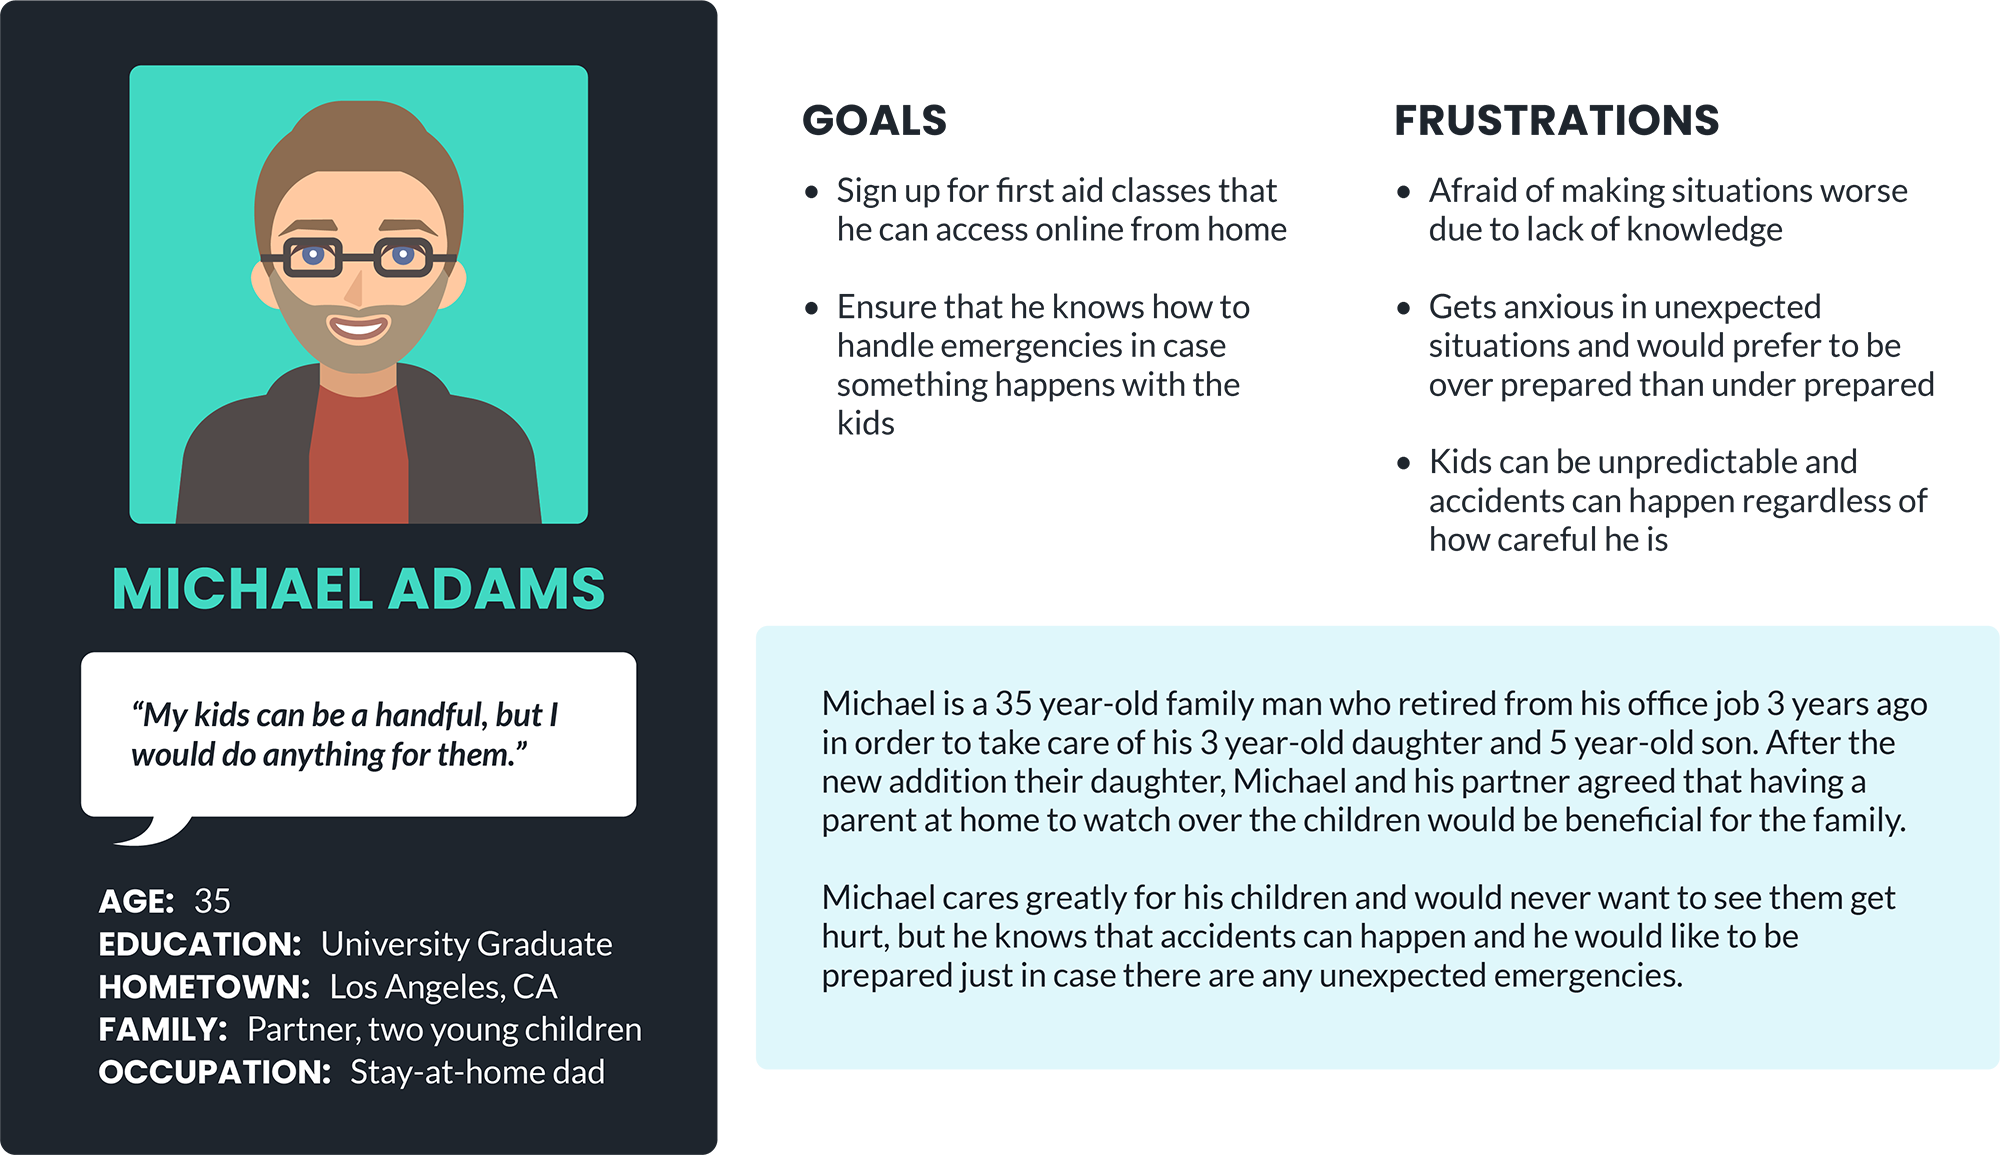 MICHAEL ADAMS
“My kids can be a handful, but I
would do anything for them.”
AGE: 35
EDUCATION: University Graduate
HOMETOWN: Los Angeles, CA
FAMILY: Partner, two young children
OCCUPATION: Stay-at-home dad
GOALS
• Sign up for first aid classes that
he can access online from home
• Ensure that he knows how to
handle emergencies in case
something happens with the
kids
FRUSTRATIONS
• Afraid of making situations worse
due to lack of knowledge
• Gets anxious in unexpected
situations and would prefer to be
over prepared than under prepared
• Kids can be unpredictable and
accidents can happen regardless of
how careful he is
Michael is a 35 year-old family man who retired from his office job 3 years ago
in order to take care of his 3 year-old daughter and 5 year-old son. After the
new addition their daughter, Michael and his partner agreed that having a
parent at home to watch over the children would be beneficial for the family.
Michael cares greatly for his children and would never want to see them get
hurt, but he knows that accidents can happen and he would like to be
prepared just in case there are any unexpected emergencies.